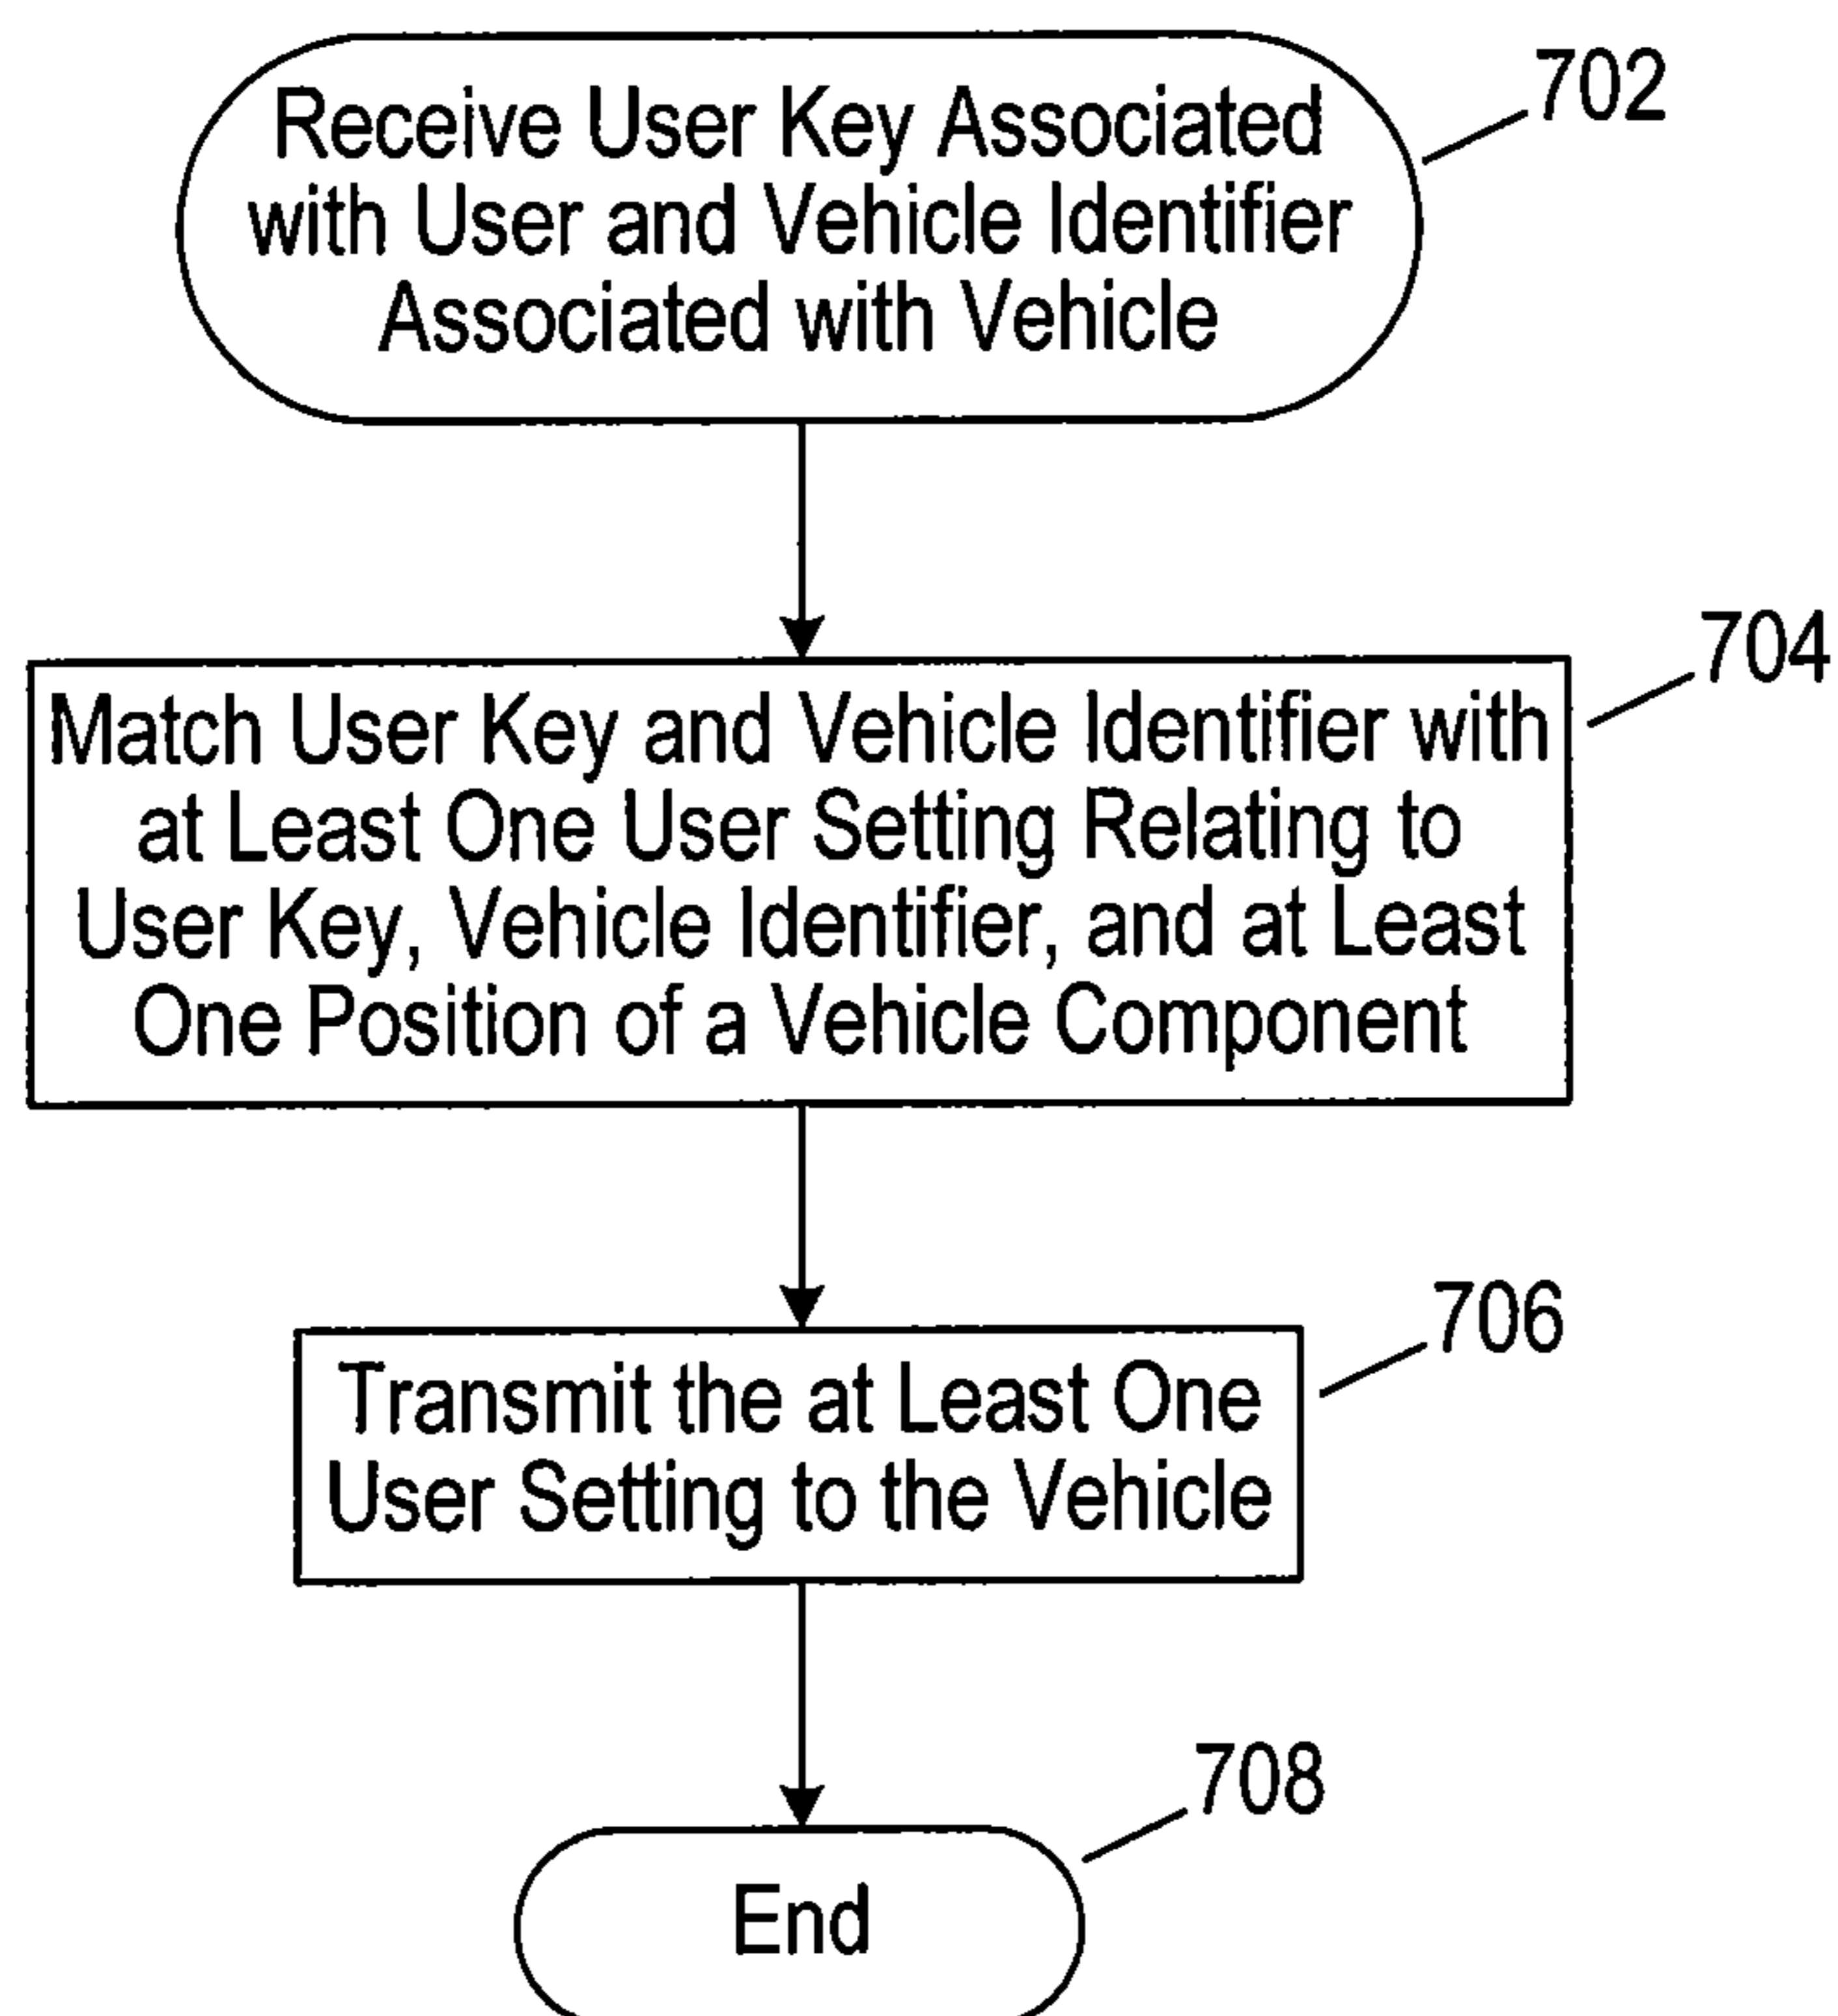 702
Receive User Key Associated
with User and Vehicle Identifier
Associated with Vehicle
704
Match User Key and Vehicle Identifier with
at Least One User Setting Relating to
User Key, Vehicle Identifier, and at Least
One Position of a Vehicle Component
706
Transmit the at Least One
User Setting to the Vehicle
708
End